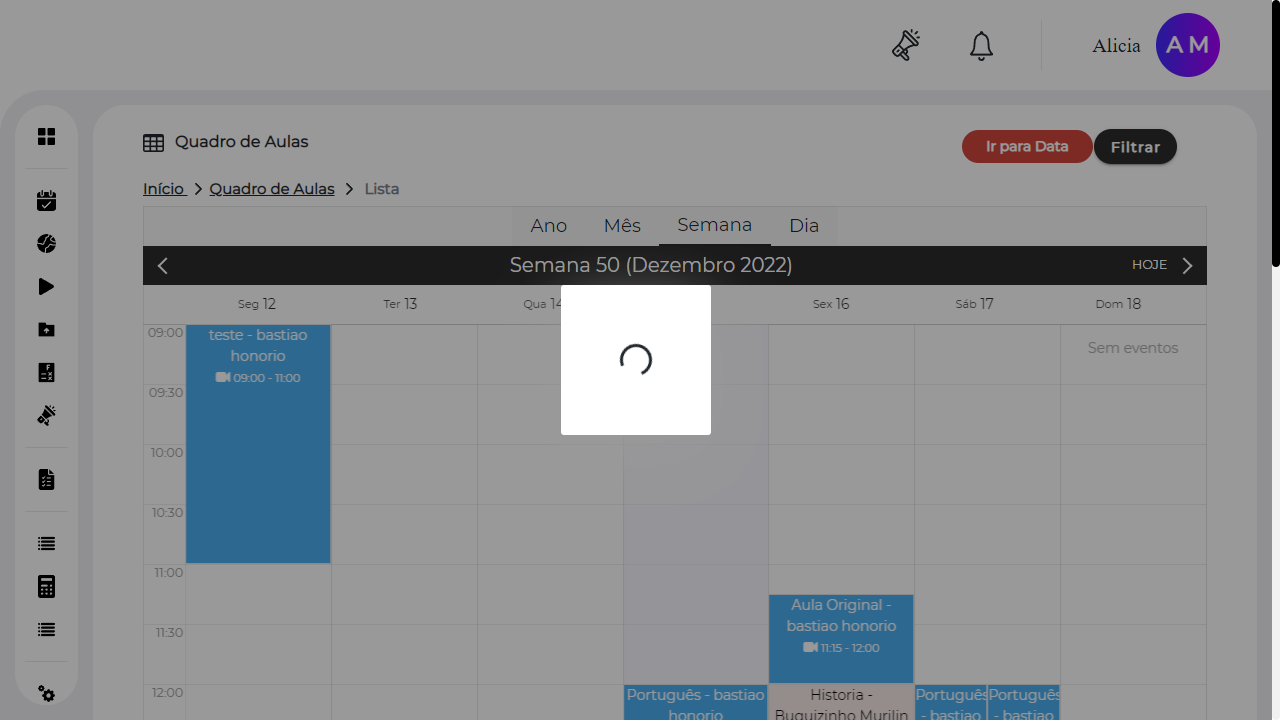 Alicia
A M
Quadro de Aulas
Ir para Data
Filtrar
Início
Quadro de Aulas
Lista
Ano
Mês
Semana
Dia
Semana 50 (Dezembro 2022)
HOJE
Seg 12
Ter 13
Qua 14
Sex 16
Sáb 17
Dom 18
09:00
teste - bastiao
honorio
09:00 - 11:00
Sem eventos
09:30
10:00
10:30
11:00
11:30
Aula Original -
bastiao honorio
11:15 - 12:00
12:00
Português - bastiao
honorio
Historia -
Buguizinho Murilin
Português
- bastiao
Português
- bastiao